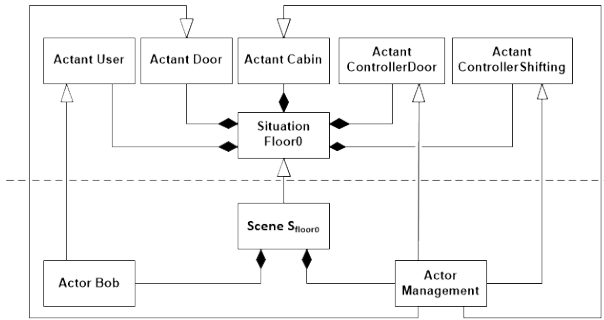 Actant User
Actant Door
Actant Cabin
Actant
ControllerDoor
Actant
ControllerShifting
Situation
Floor0
Scene Sfloor0
Actor Bob
Actor
Management